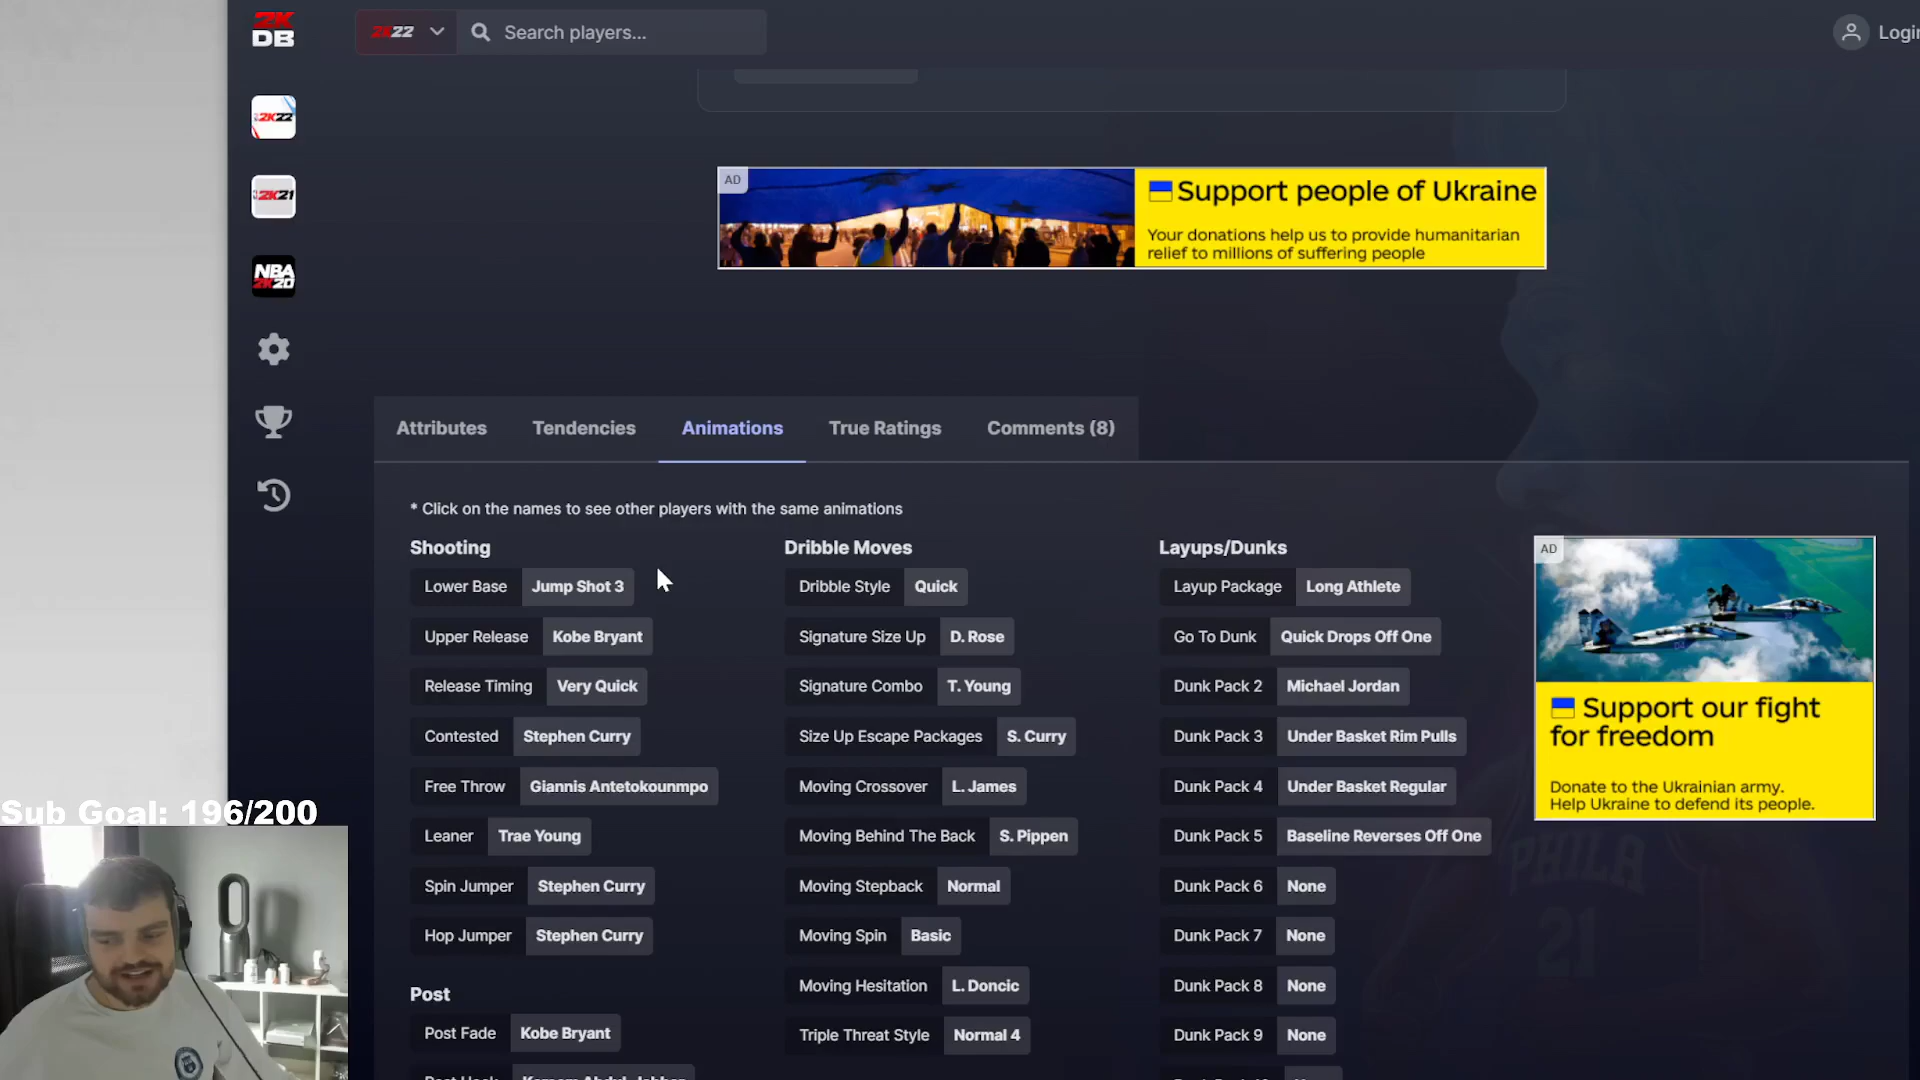 2K
DB
2K22
Search players...
Login
2K22
2K21
NBA
2K20
AD
Support people of Ukraine
Your donations help us to provide humanitarian
relief to millions of suffering people
Attributes
Tendencies
Animations
True Ratings
Comments (8)
* Click on the names to see other players with the same animations
Shooting
Lower Base Jump Shot 3
Upper Release Kobe Bryant
Release Timing Very Quick
Contested Stephen Curry
Free Throw Giannis Antetokounmpo
Leaner Trae Young
Spin Jumper Stephen Curry
Hop Jumper Stephen Curry
Post
Post Fade Kobe Bryant
Dribble Moves
Dribble Style Quick
Signature Size Up D. Rose
Signature Combo T. Young
Size Up Escape Packages S. Curry
Moving Crossover L. James
Moving Behind The Back S. Pippen
Moving Stepback Normal
Moving Spin Basic
Moving Hesitation L. Doncic
Triple Threat Style Normal 4
Layups/Dunks
Layup Package Long Athlete
Go To Dunk Quick Drops Off One
Dunk Pack 2 Michael Jordan
Dunk Pack 3 Under Basket Rim Pulls
Dunk Pack 4 Under Basket Regular
Dunk Pack 5 Baseline Reverses Off One
Dunk Pack 6 None
Dunk Pack 7 None
Dunk Pack 8 None
Dunk Pack 9 None
AD
Support our fight
for freedom
Donate to the Ukrainian army.
Help Ukraine to defend its people.
PHILA
21
Sub Goal: 196/200